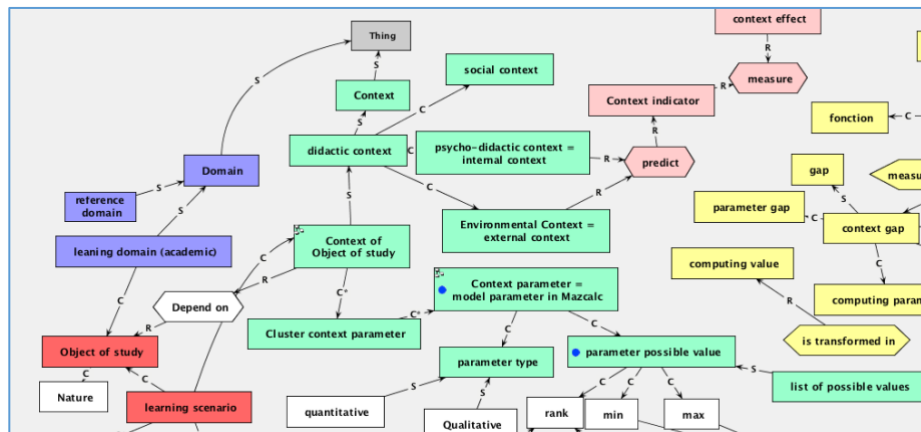 context effect
Thing
R
social context
measure
Context
R
Context indicator
fonction
C
S
C
S
R
didactic context
C
psycho-didactic context =
internal context
R
predict
gap
Domain
C
S
reference
domain
S
S
R
parameter gap
C
S
Environmental Context =
external context
context gap
leaning domain (academic)
Context of
Object of study
C
R
computing value
C
C
Depend on
C*
Context parameter =
model parameter in Mazcalc
R
R
C*
Cluster context parameter
C
C
is transformed in
Object of study
parameter type
parameter possible value
C
C
S
S
list of possible values
Nature
learning scenario
quantitative
S
Qualitative
C
C
C
rank
min
max